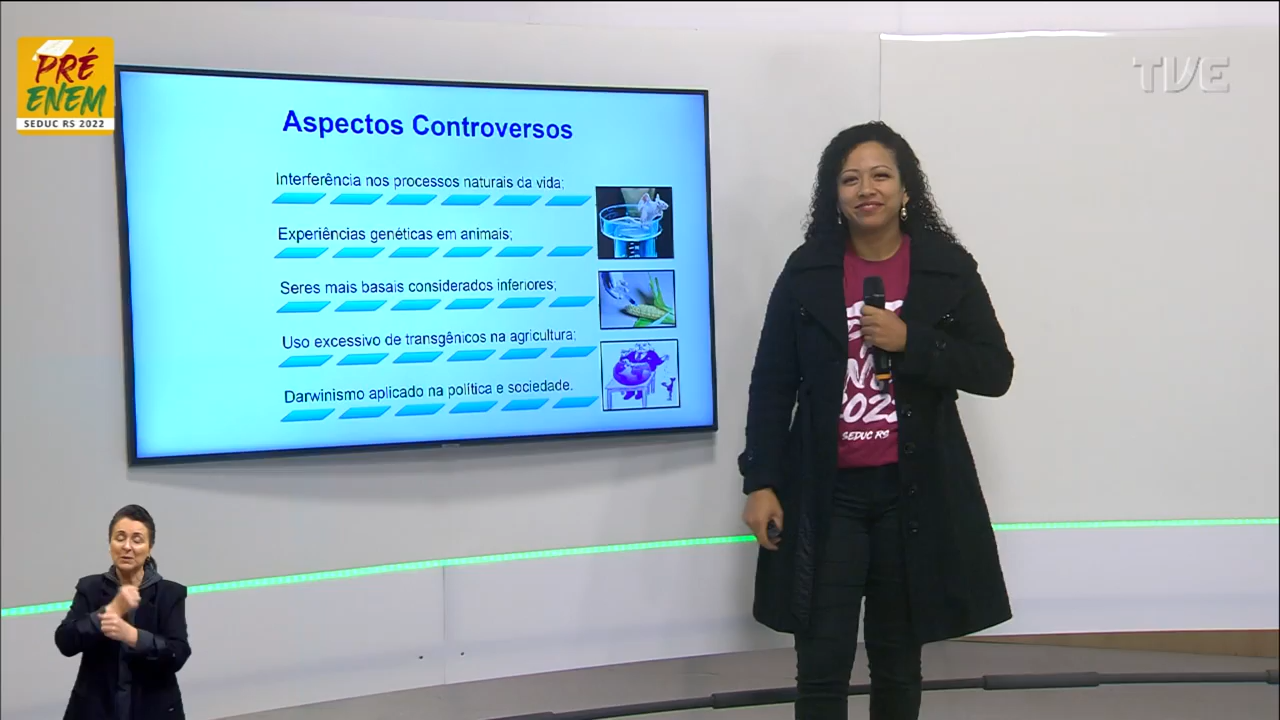 PRÉ
ENEM
SEDUC RS 2022
TVE
Aspectos Controversos
Interferência nos processos naturais da vida;
Experiências genéticas em animais;
Seres mais basais considerados inferiores;
Uso excessivo de transgênicos na agricultura;
Darwinismo aplicado na política e sociedade.
SEDUC RS